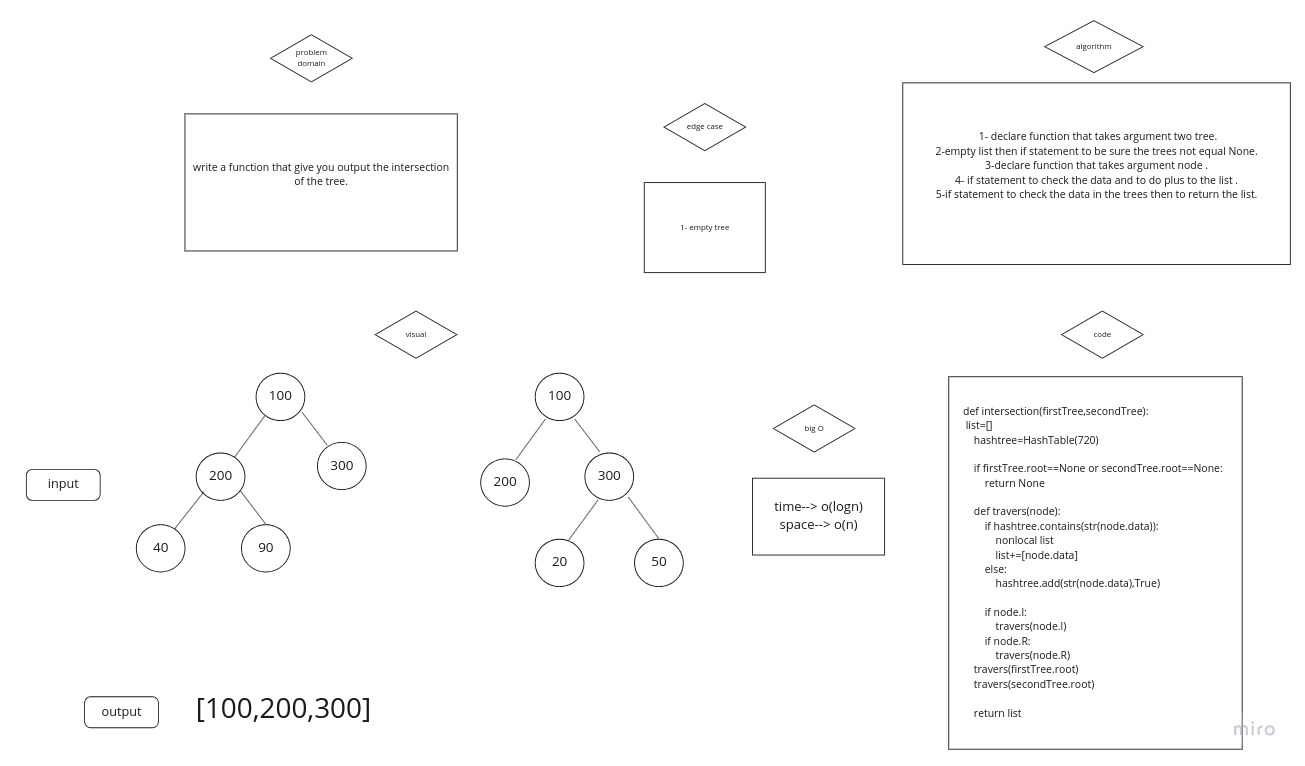 problem
domain
write a function that give you output the intersection
of the tree.
edge case
1- empty tree
algorithm
1- declare function that takes argument two tree.
2-empty list then if statement to be sure the trees not equal None.
3-declare function that takes argument node .
4- if statement to check the data and to do plus to the list .
5-if statement to check the data in the trees then to return the list.
visual
input
100
200
300
40
90
100
200
300
20
50
output
[100,200,300]
big O
time--> o(logn)
space--> o(n)
code
def intersection(firstTree,secondTree):
list=[]
hashtree=HashTable(720)
if firstTree.root==None or secondTree.root==None:
return None
def travers(node):
if hashtree.contains(str(node.data)):
nonlocal list
list+=[node.data]
else:
hashtree.add(str(node.data),True)
if node.l:
travers(node.l)
if node.R:
travers(node.R)
travers(firstTree.root)
travers(secondTree.root)
return list
miro